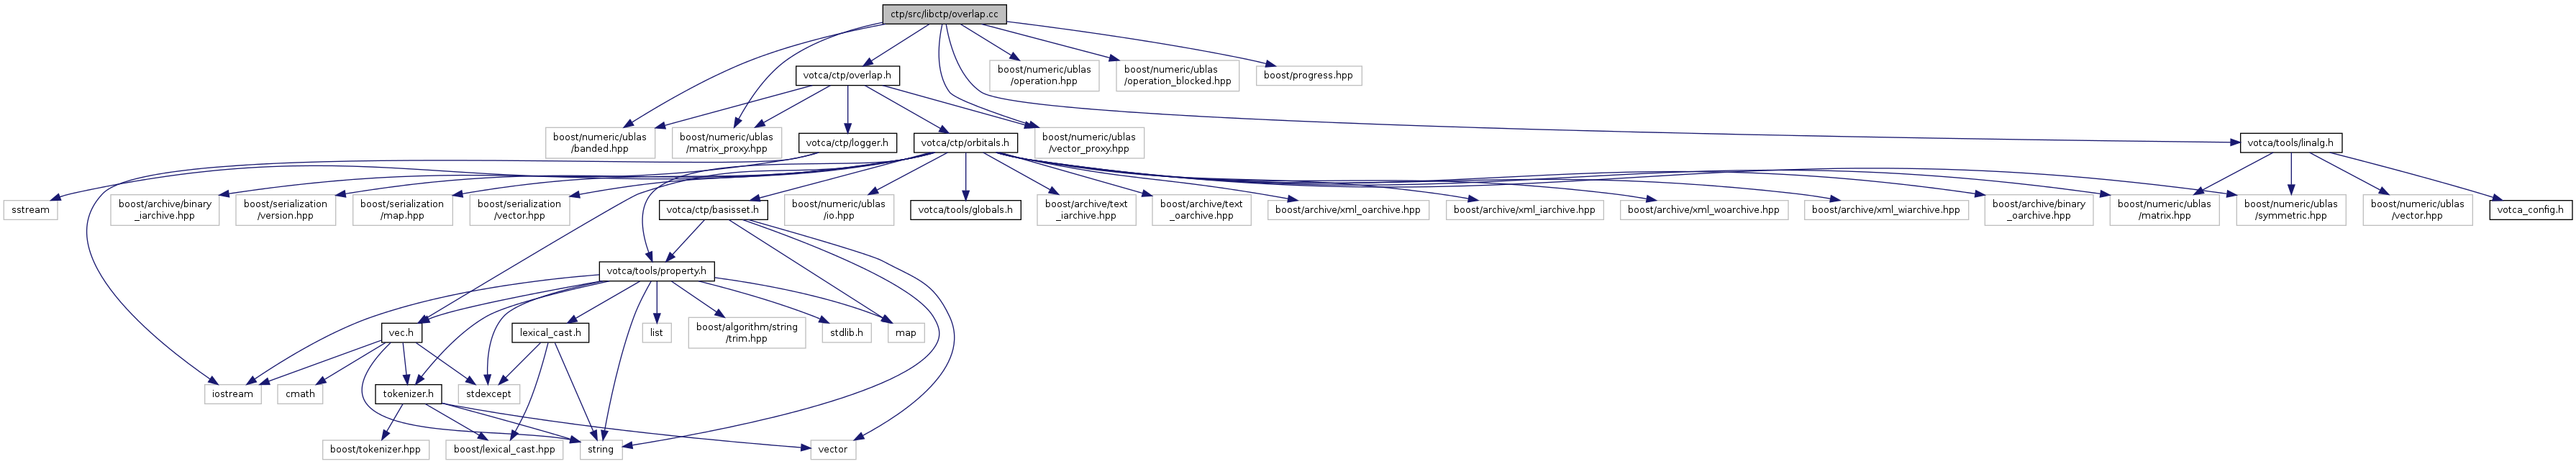 ctp/src/libctp/overlap.cc
votca/ctp/overlap.h
boost/numeric/ublas
/operation.hpp
boost/numeric/ublas
/operation_blocked.hpp
boost/progress.hpp
boost/numeric/ublas
/banded.hpp
boost/numeric/ublas
/matrix_proxy.hpp
votca/ctp/logger.h
votca/ctp/orbitals.h
boost/numeric/ublas
/vector_proxy.hpp
votca/tools/linalg.h
sstream
boost/archive/binary
_iarchive.hpp
boost/serialization
/version.hpp
boost/serialization
/map.hpp
boost/serialization
/vector.hpp
votca/ctp/basisset.h
boost/numeric/ublas
/io.hpp
votca/tools/globals.h
boost/archive/text
_iarchive.hpp
boost/archive/text
_oarchive.hpp
boost/archive/xml_oarchive.hpp
boost/archive/xml_iarchive.hpp
boost/archive/xml_woarchive.hpp
boost/archive/xml_wiarchive.hpp
boost/archive/binary
_oarchive.hpp
boost/numeric/ublas
/matrix.hpp
boost/numeric/ublas
/symmetric.hpp
boost/numeric/ublas
/vector.hpp
votca_config.h
votca/tools/property.h
vec.h
lexical_cast.h
list
boost/algorithm/string
/trim.hpp
stdlib.h
map
iostream
cmath
tokenizer.h
stdexcept
boost/tokenizer.hpp
boost/lexical_cast.hpp
string
vector